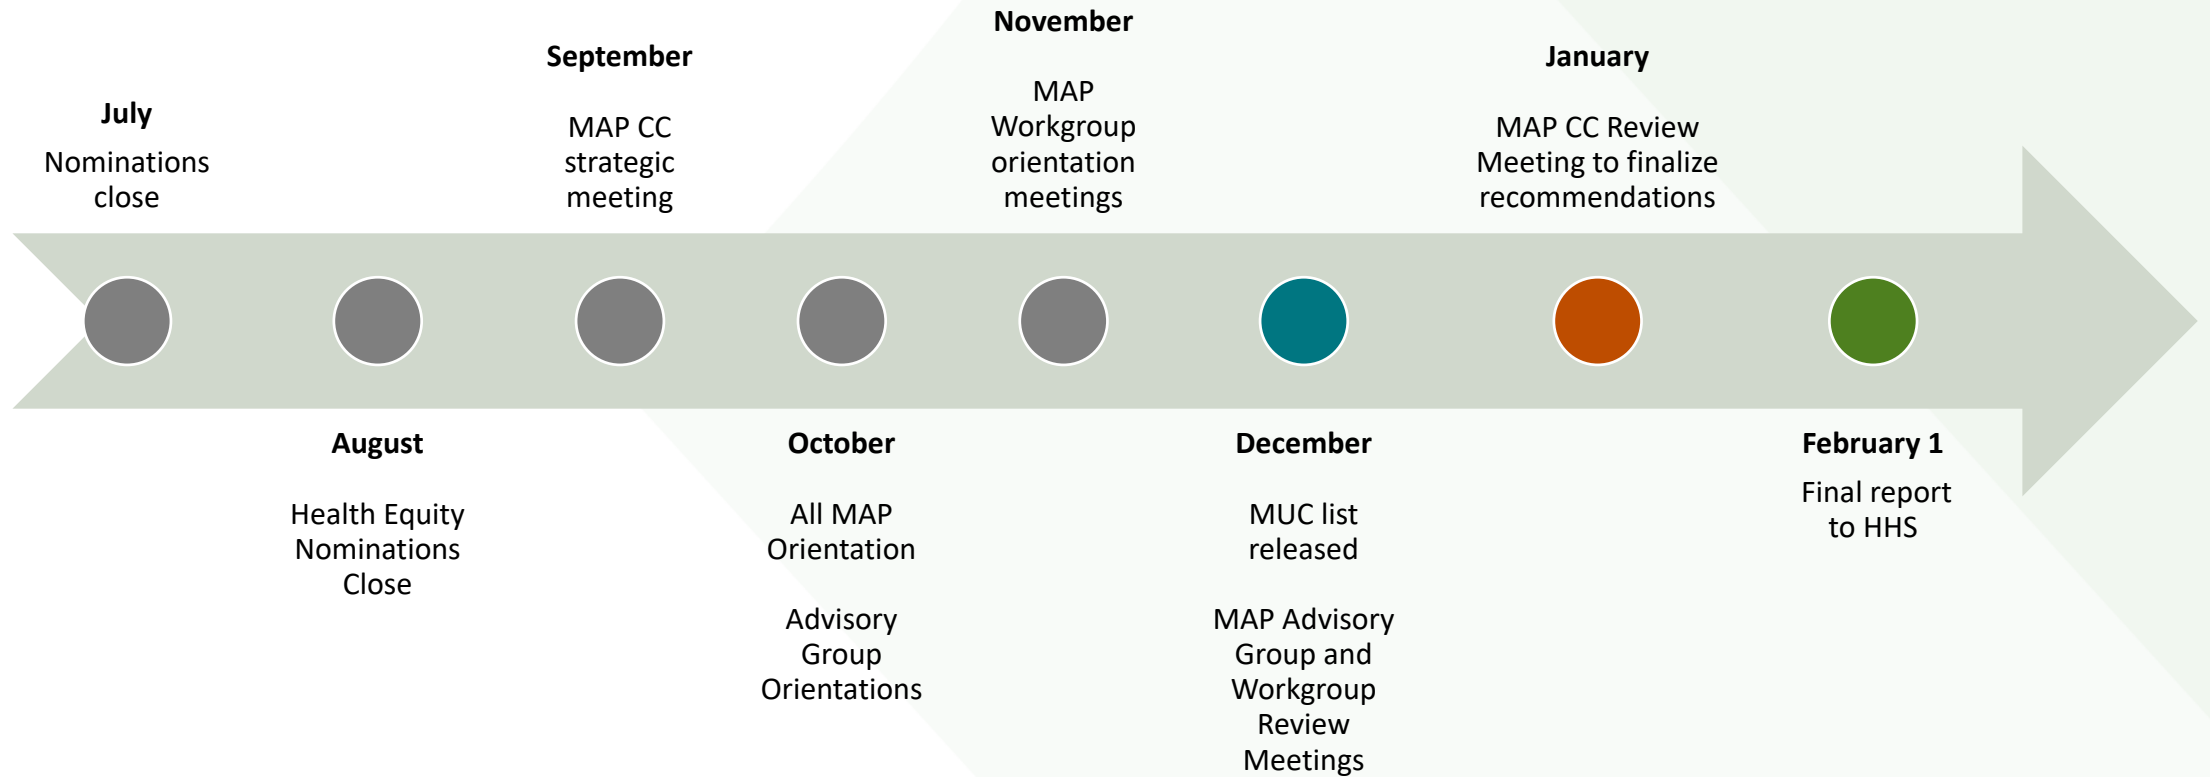 July
Nominations
close
August
Health Equity
Nominations
Close
September
MAP CC
strategic
meeting
October
All MAP
Orientation
Advisory
Group
Orientations
November
MAP
Workgroup
orientation
meetings
December
MUC list
released
MAP Advisory
Group and
Workgroup
Review
Meetings
January
MAP CC Review
Meeting to finalize
recommendations
February 1
Final report
to HHS